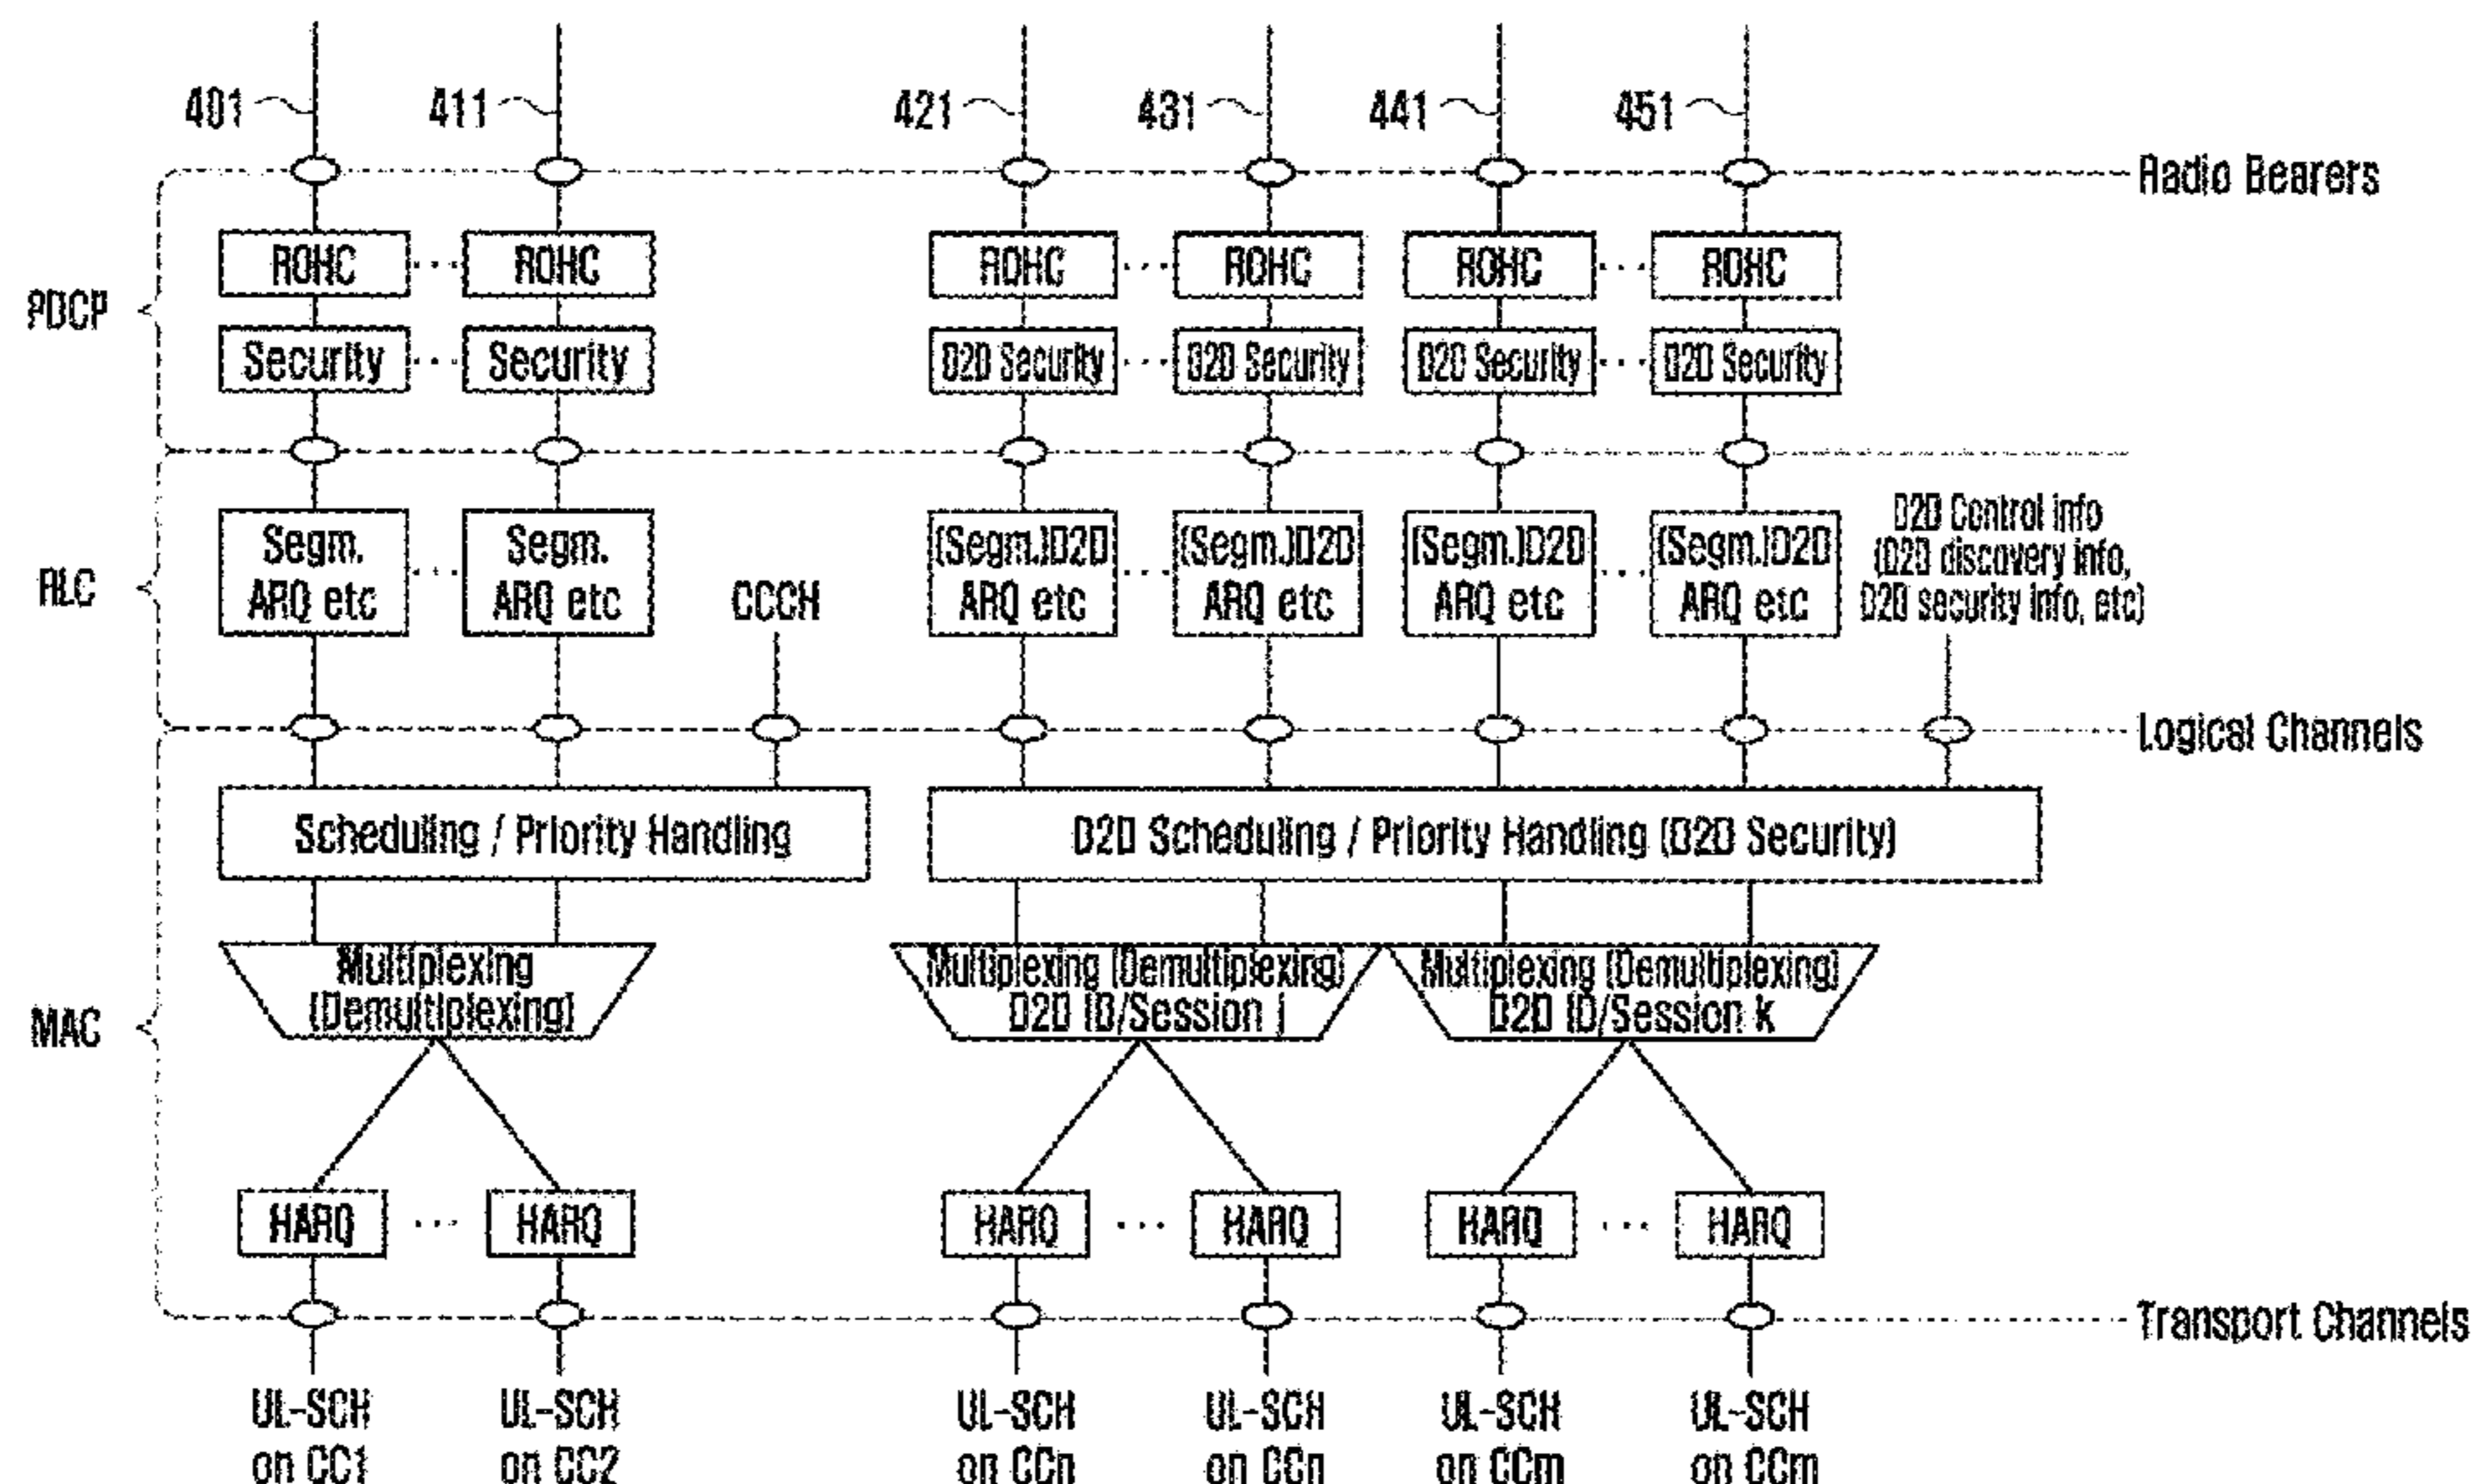 401 411 421 431 441 451
Radio Bearers
ROHC ROHC ROHC ROHC ROHC ROHC
PDCP
Security Security D2D Security D2D Security D2D Security D2D Security
RLC
Segm. Segm. (Segm.)D2D (Segm.)D2D (Segm.)D2D (Segm.)D2D
ARQ etc ARQ etc ARQ etc ARQ etc ARQ etc ARQ etc
CCCH
D2D Control info
(D2D discovery info,
D2D security info, etc)
Logical Channels
Scheduling / Priority Handling
D2D Scheduling / Priority Handling (D2D Security)
MAC
Multiplexing
(Demultiplexing)
Multiplexing (Demultiplexing)
D2D ID/Session j
Multiplexing (Demultiplexing)
D2D ID/Session k
HARQ HARQ HARQ HARQ HARQ HARQ
Transport Channels
UL-SCH UL-SCH UL-SCH UL-SCH UL-SCH UL-SCH
on CC1 on CC2 on CCn on CCn on CCm on CCm